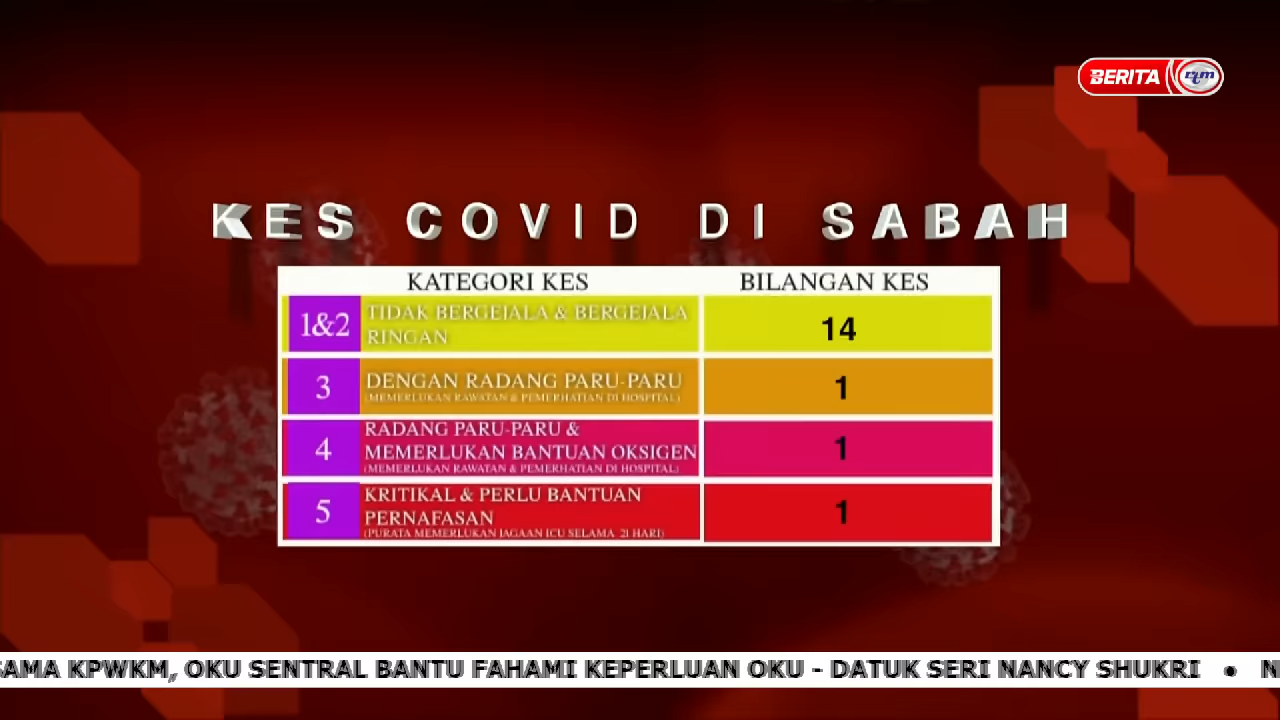 BERITA rtm
KES COVID DI SABAH
KATEGORI KES BILANGAN KES
1&2 TIDAK BERGEJALA & BERGEJALA
RINGAN 14
3 DENGAN RADANG PARU-PARU 1
(MEMERLUKAN RAWATAN & PEMERHATIAN DI HOSPITAL)
RADANG PARU-PARU &
4 MEMERLUKAN BANTUAN OKSIGEN 1
(MEMERLUKAN RAWATAN & PEMERHATIAN DI HOSPITAL)
KRITIKAL & PERLU BANTUAN
5 PERNAFASAN 1
(PURATA MEMERLUKAN JAGAAN ICU SELAMA 21 HARI)
SAMA KPWKM, OKU SENTRAL BANTU FAHAMI KEPERLUAN OKU - DATUK SERI NANCY SHUKRI • N